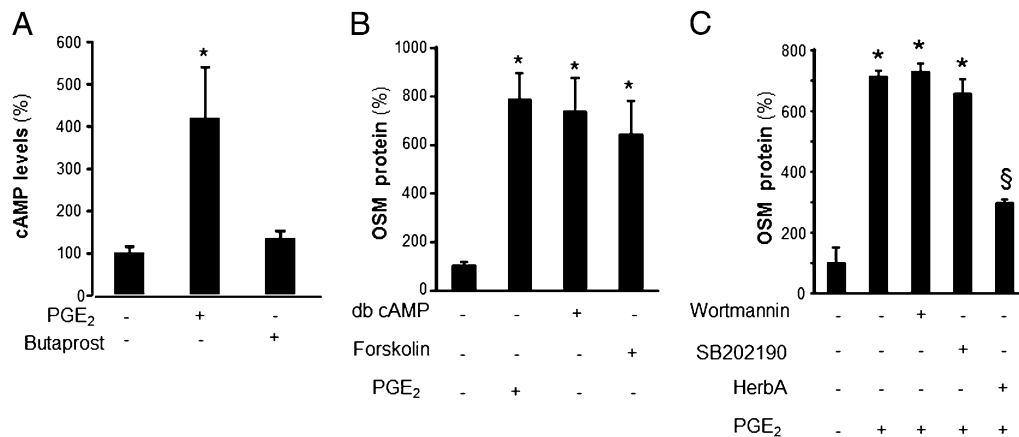 A
cAMP levels (%)
600
500
400
300
200
100
0
*
PGE2 - + -
Butaprost - - +
B
OSM protein (%)
1000
800
600
400
200
0
* * *
db cAMP - - + -
Forskolin - - - +
PGE2 - + - -
C
OSM protein (%)
800
600
400
200
0
* * * §
Wortmannin - - + - -
SB202190 - - - + -
HerbA - - - - +
PGE2 - + + + +